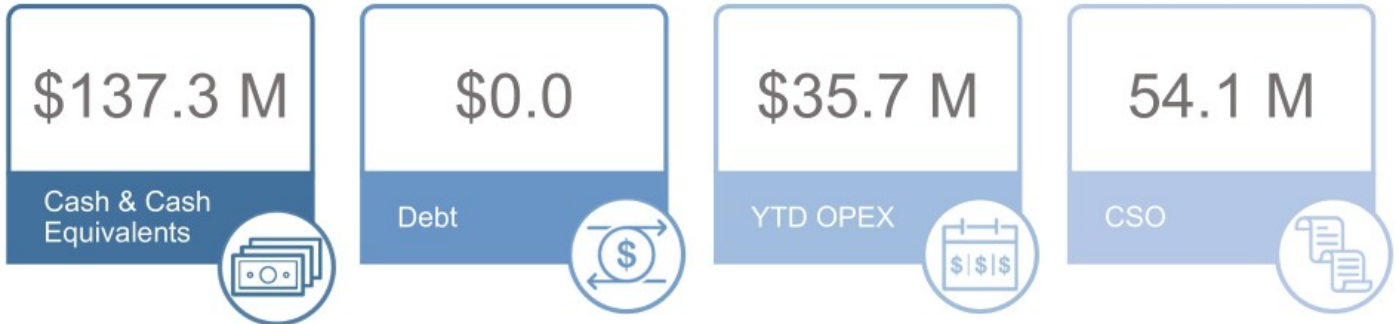 $137.3 M
Cash & Cash
Equivalents
$0.0
Debt
$
$35.7 M
YTD OPEX
$|$|$
54.1 M
CSO